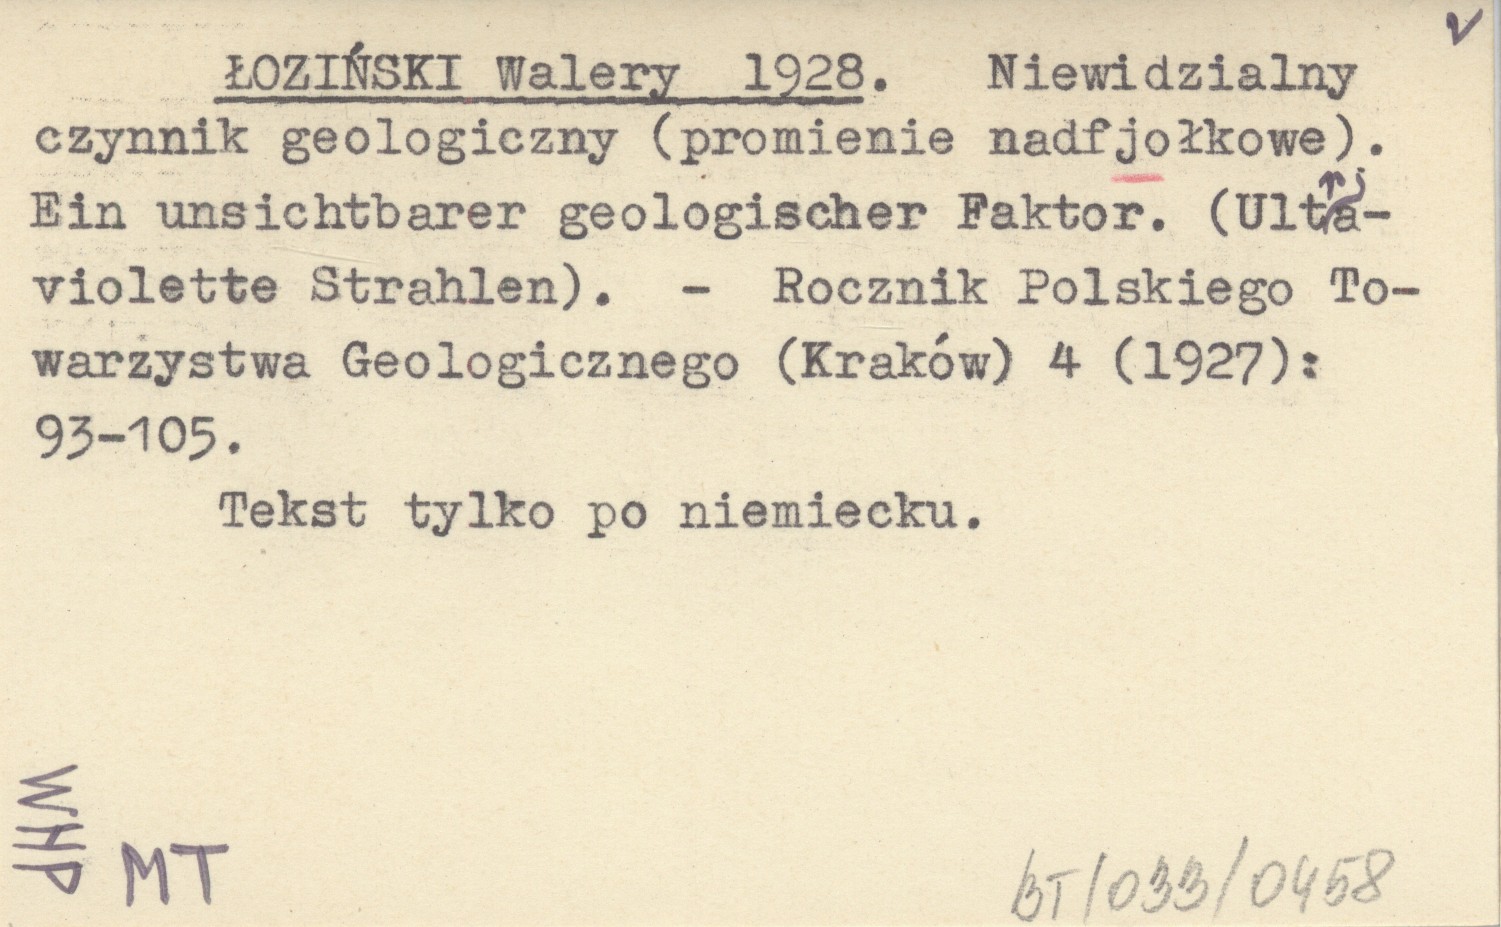 ŁOZIŃSKI Walery 1928. Niewidzialny
czynnik geologiczny (promienie nadfjołkowe).
Ein unsichtbarer geologischer Faktor. (Ultra-
violette Strahlen). - Rocznik Polskiego To-
warzystwa Geologicznego (Kraków) 4 (1927):
93-105.
Tekst tylko po niemiecku.
WHP
MT
BT/033/0458